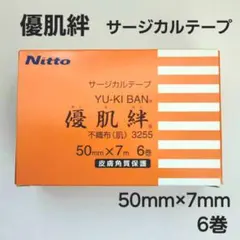 優肌絆 サージカルテープ
Nitto
サージカルテープ
YU-KI BAN®
優肌絆®
不織布(肌) 3255
50mm×7m 6巻
皮膚角質保護
50mm×7mm
6巻